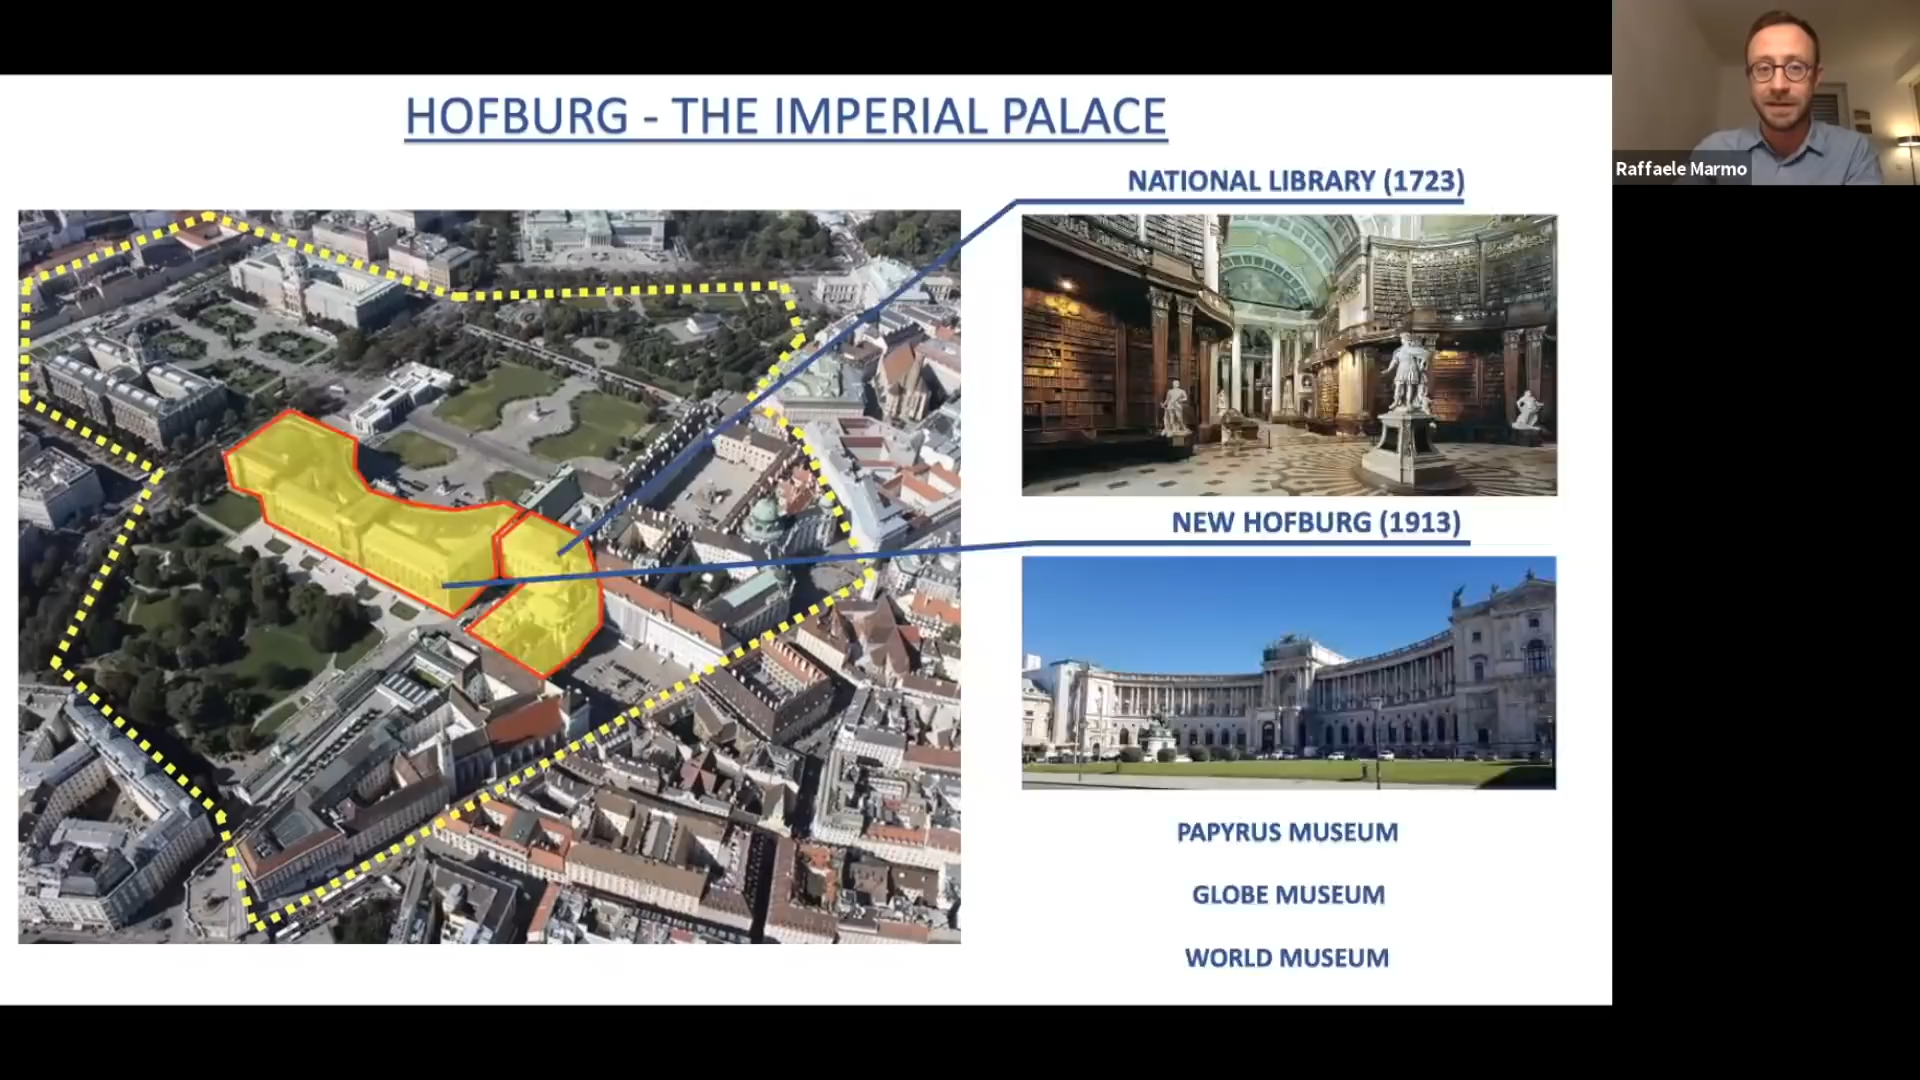 HOFBURG - THE IMPERIAL PALACE
NATIONAL LIBRARY (1723)
NEW HOFBURG (1913)
PAPYRUS MUSEUM
GLOBE MUSEUM
WORLD MUSEUM
Raffaele Marmo